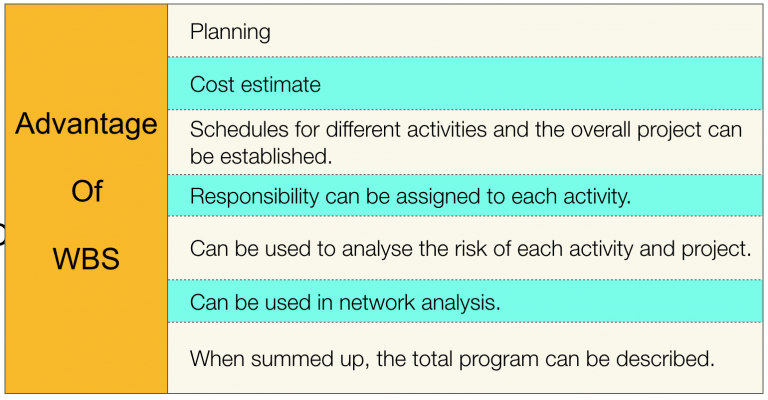 Advantage
Of
WBS
Planning
Cost estimate
Schedules for different activities and the overall project can
be established.
Responsibility can be assigned to each activity.
Can be used to analyse the risk of each activity and project.
Can be used in network analysis.
When summed up, the total program can be described.